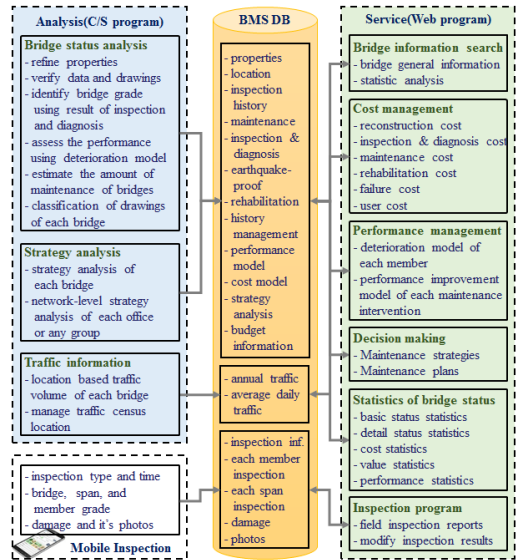 Analysis(C/S program)
Bridge status analysis
- refine properties
- verify data and drawings
- identify bridge grade
using result of inspection
and diagnosis
- assess the performance
using deterioration model
- estimate the amount of
maintenance of bridges
- classification of drawings
of each bridge
Strategy analysis
- strategy analysis of
each bridge
- network-level strategy
analysis of each office
or any group
Traffic information
- location based traffic
volume of each bridge
- manage traffic census
location
- inspection type and time
- bridge, span, and
member grade
- damage and it's photos
Mobile Inspection
BMS DB
- properties
- location
- inspection
history
- maintenance
- inspection &
diagnosis
- earthquake-
proof
- rehabilitation
- history
management
- performance
model
- cost model
- strategy
analysis
- budget
information
- annual traffic
- average daily
traffic
- inspection inf.
- each member
inspection
- each span
inspection
- damage
- photos
Service(Web program)
Bridge information search
- bridge general information
- statistic analysis
Cost management
- reconstruction cost
- inspection & diagnosis cost
- maintenance cost
- rehabilitation cost
- failure cost
- user cost
Performance management
- deterioration model of
each member
- performance improvement
model of each maintenance
intervention
Decision making
- Maintenance strategies
- Maintenance plans
Statistics of bridge status
- basic status statistics
- detail status statistics
- cost statistics
- value statistics
- performance statistics
Inspection program
- field inspection reports
- modify inspection results